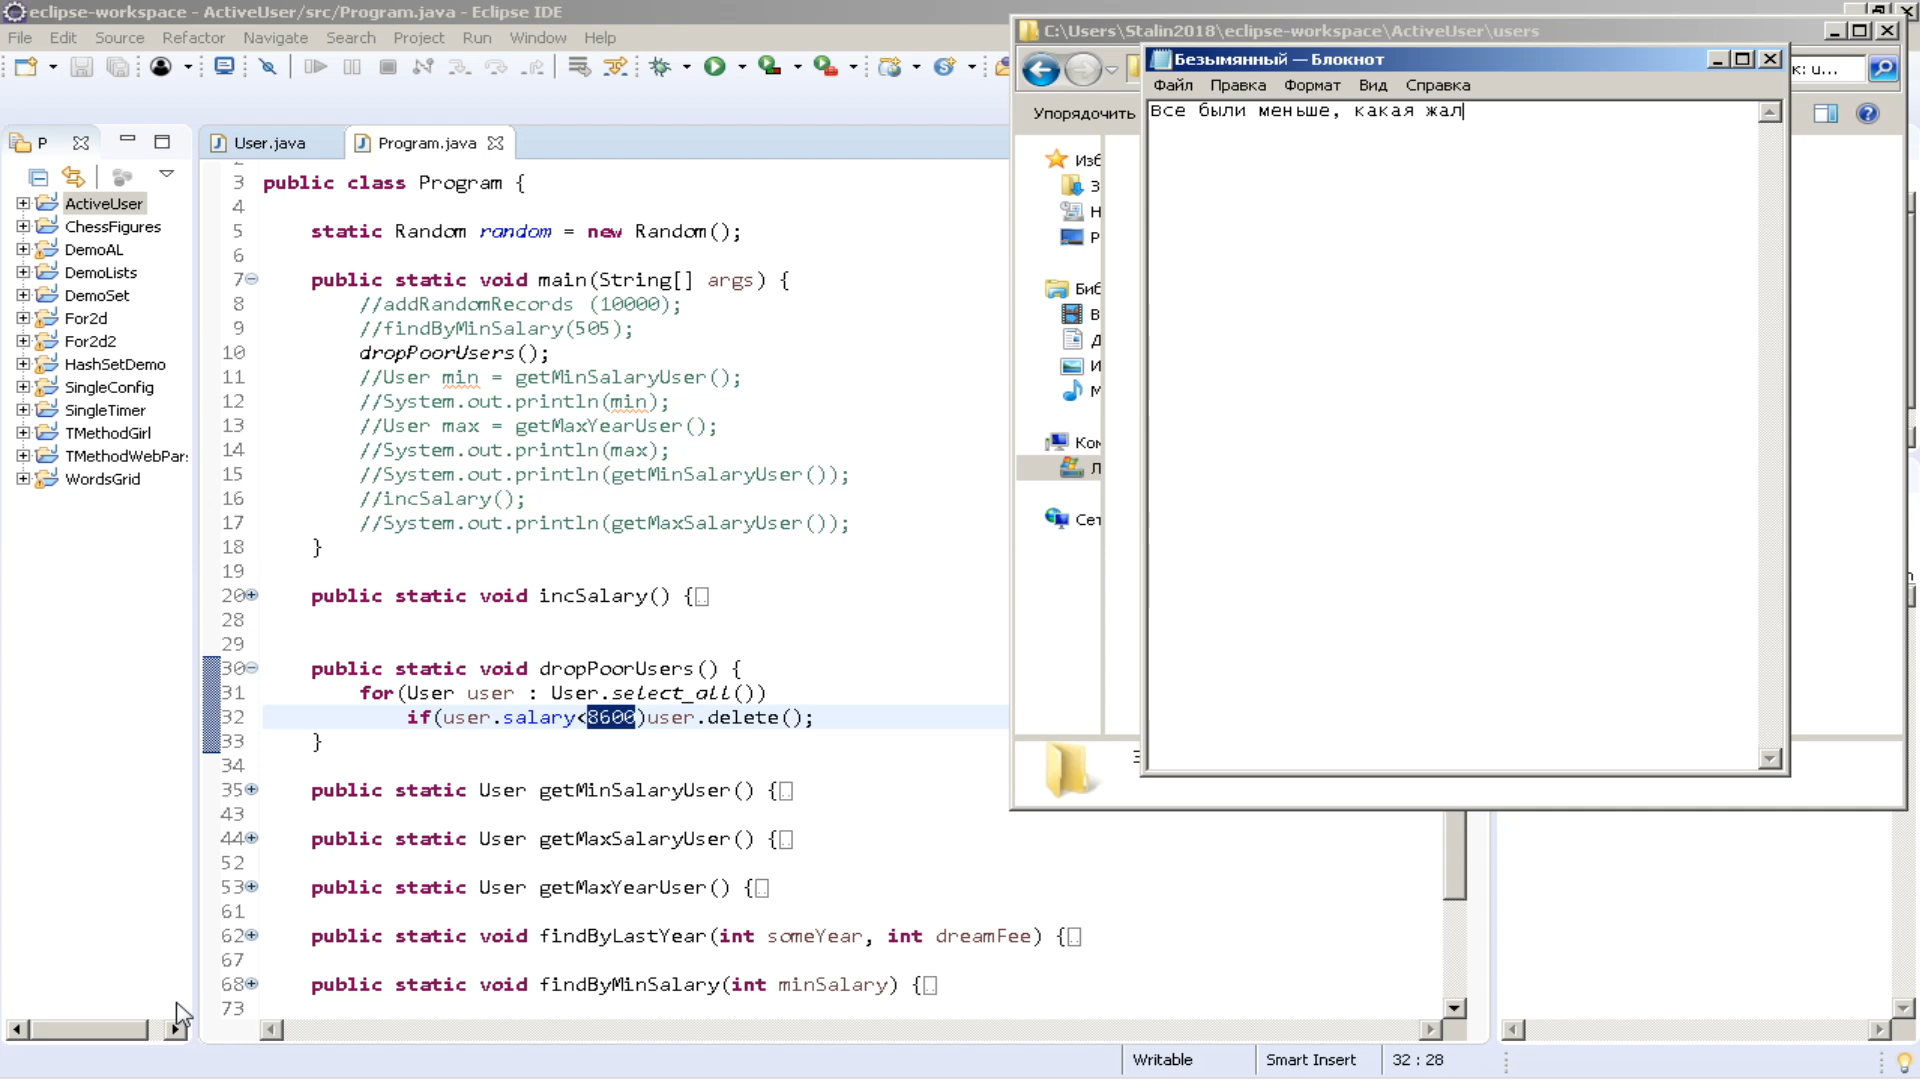 eclipse-workspace - ActiveUser/src/Program.java - Eclipse IDE
File Edit Source Refactor Navigate Search Project Run Window Help
P
ActiveUser
ChessFigures
DemoAL
DemoLists
DemoSet
For2d
For2d2
HashSetDemo
SingleConfig
SingleTimer
TMethodGirl
TMethodWebPar
WordsGrid
User.java
Program.java
3 public class Program {
4
5 static Random random = new Random();
6
7 public static void main(String[] args) {
8 //addRandomRecords (10000);
9 //findByMinSalary(505);
10 dropPoorUsers();
11 //User min = getMinSalaryUser();
12 //System.out.println(min);
13 //User max = getMaxYearUser();
14 //System.out.println(max);
15 //System.out.println(getMinSalaryUser());
16 //incSalary();
17 //System.out.println(getMaxSalaryUser());
18 }
19
20 public static void incSalary() {
28
29
30 public static void dropPoorUsers() {
31 for(User user : User.select_all())
32 if(user.salary<8600)user.delete();
33 }
34
35 public static User getMinSalaryUser() {
43
44 public static User getMaxSalaryUser() {
52
53 public static User getMaxYearUser() {
61
62 public static void findByLastYear(int someYear, int dreamFee) {
67
68 public static void findByMinSalary(int minSalary) {
73
Writable Smart Insert 32 : 28
C:\Users\Stalin2018\eclipse-workspace\ActiveUser\users
к: u...
Упорядочить
Изб
З
Н
Р
Биб
В
Д
И
М
Ком
Л
Сет
Безымянный — Блокнот
Файл Правка Формат Вид Справка
Все были меньше, какая жал